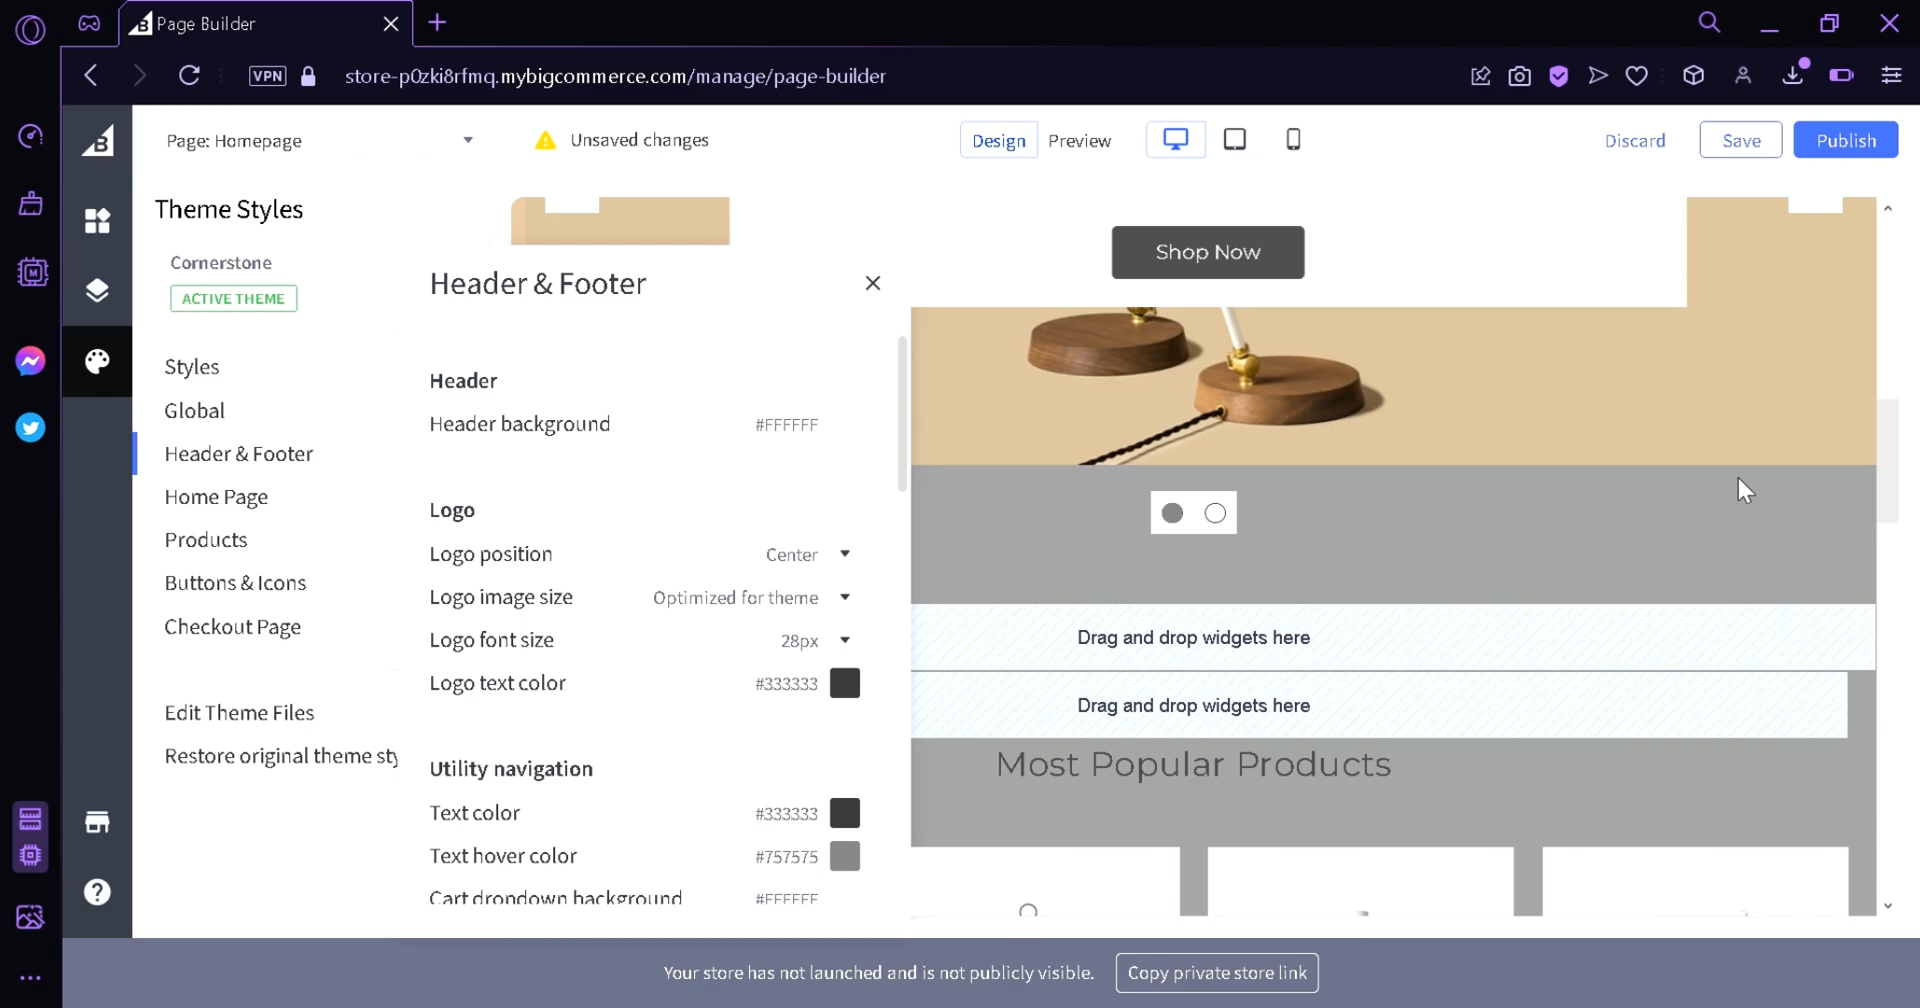 Page Builder
VPN
store-p0zki8rfmq.mybigcommerce.com/manage/page-builder
Page: Homepage
Unsaved changes
Design
Preview
Discard
Save
Publish
Theme Styles
Cornerstone
ACTIVE THEME
Styles
Global
Header & Footer
Home Page
Products
Buttons & Icons
Checkout Page
Edit Theme Files
Restore original theme sty
Header & Footer
Header
Header background #FFFFFF
Logo
Logo position Center
Logo image size Optimized for theme
Logo font size 28px
Logo text color #333333
Utility navigation
Text color #333333
Text hover color #757575
Cart dropdown background #FFFFFF
Shop Now
Drag and drop widgets here
Drag and drop widgets here
Most Popular Products
Your store has not launched and is not publicly visible.
Copy private store link